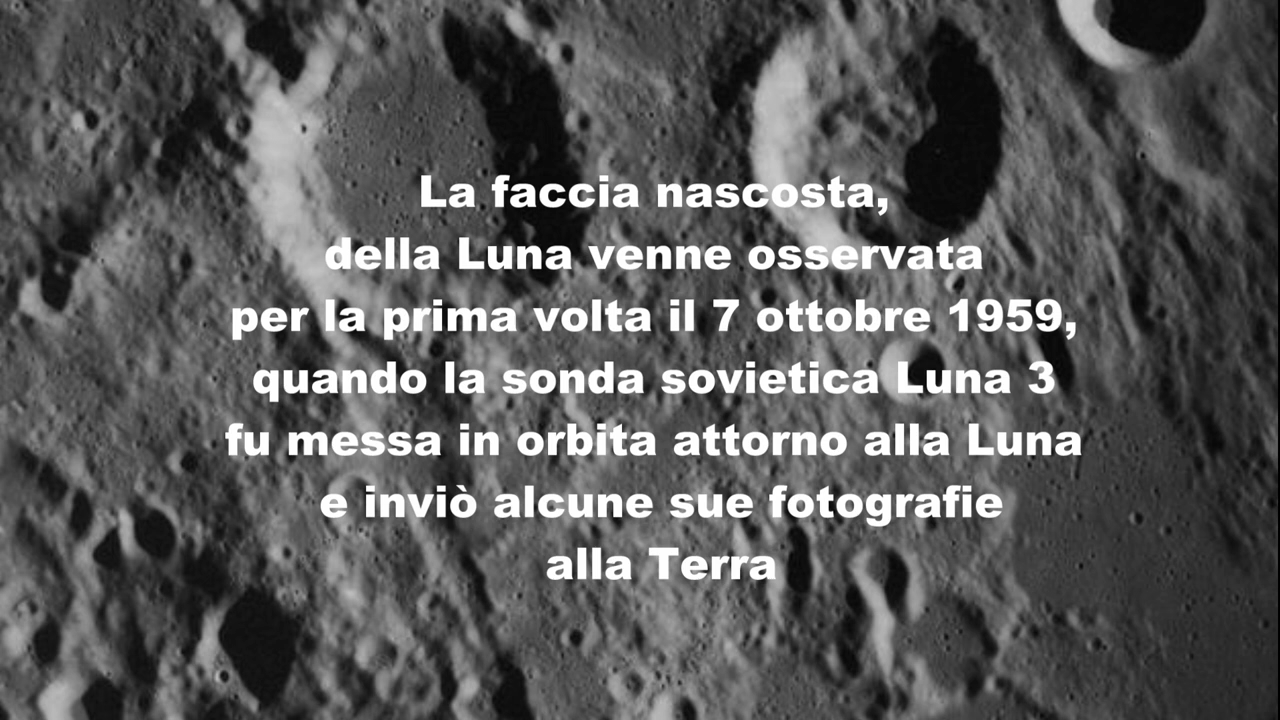 La faccia nascosta,
della Luna venne osservata
per la prima volta il 7 ottobre 1959,
quando la sonda sovietica Luna 3
fu messa in orbita attorno alla Luna
e inviò alcune sue fotografie
alla Terra